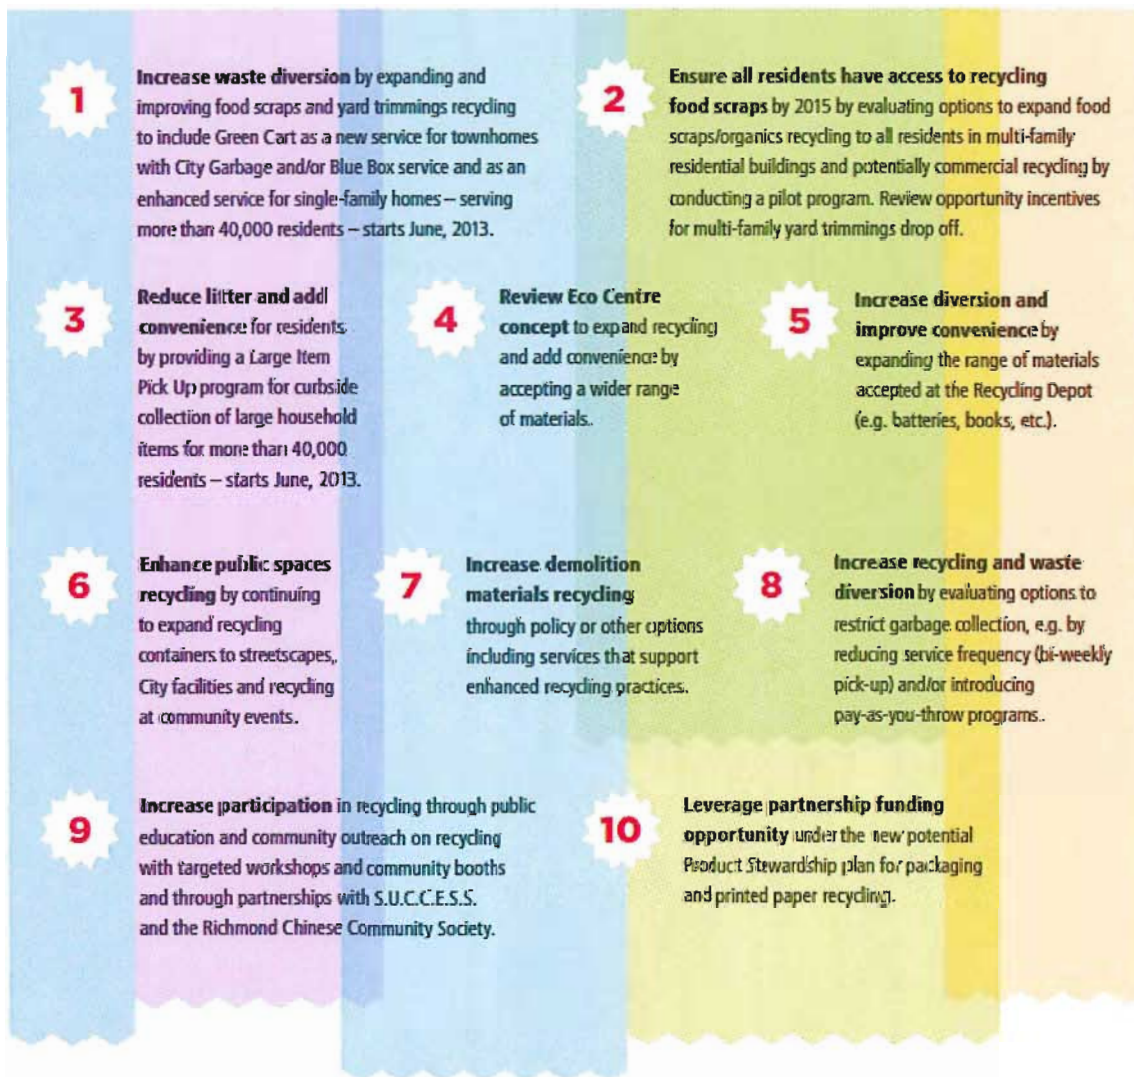 1
Increase waste diversion by expanding and
improving food scraps and yard trimmings recycling
to include Green Cart as a new service for townhomes
with City Garbage and/or Blue Box service and as an
enhanced service for single-family homes – serving
more than 40,000 residents – starts June, 2013.
2
Ensure all residents have access to recycling
food scraps by 2015 by evaluating options to expand food
scraps/organics recycling to all residents in multi-family
residential buildings and potentially commercial recycling by
conducting a pilot program. Review opportunity incentives
for multi-family yard trimmings drop off.
3
Reduce litter and add
convenience for residents
by providing a Large Item
Pick Up program for curbside
collection of large household
items for more than 40,000
residents – starts June, 2013.
4
Review Eco Centre
concept to expand recycling
and add convenience by
accepting a wider range
of materials.
5
Increase diversion and
improve convenience by
expanding the range of materials
accepted at the Recycling Depot
(e.g. batteries, books, etc.).
6
Enhance public spaces
recycling by continuing
to expand recycling
containers to streetscapes,
City facilities and recycling
at community events.
7
Increase demolition
materials recycling
through policy or other options
including services that support
enhanced recycling practices.
8
Increase recycling and waste
diversion by evaluating options to
restrict garbage collection, e.g. by
reducing service frequency (bi-weekly
pick-up) and/or introducing
pay-as-you-throw programs.
9
Increase participation in recycling through public
education and community outreach on recycling
with targeted workshops and community booths
and through partnerships with S.U.C.C.E.S.S.
and the Richmond Chinese Community Society.
10
Leverage partnership funding
opportunity under the new potential
Product Stewardship plan for packaging
and printed paper recycling.